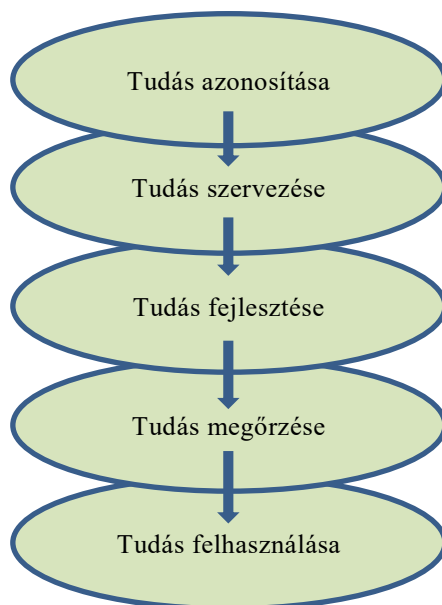 Tudás azonosítása
Tudás szervezése
Tudás fejlesztése
Tudás megőrzése
Tudás felhasználása